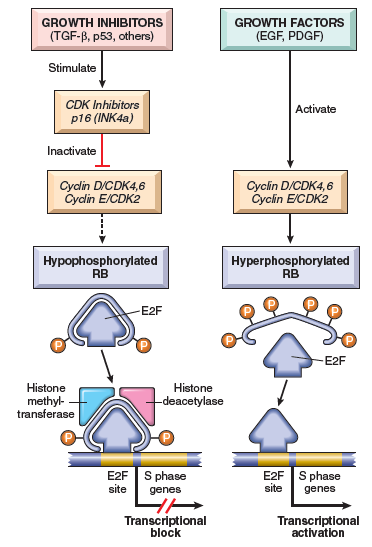 GROWTH INHIBITORS
(TGF-β, p53, others)
Stimulate
CDK Inhibitors
p16 (INK4a)
Inactivate
Cyclin D/CDK4,6
Cyclin E/CDK2
Hypophosphorylated
RB
E2F
P
P
Histone
methyl-
transferase
Histone
deacetylase
P
P
E2F
site
S phase
genes
Transcriptional
block
GROWTH FACTORS
(EGF, PDGF)
Activate
Cyclin D/CDK4,6
Cyclin E/CDK2
Hyperphosphorylated
RB
P
P
P
P
P
P
E2F
E2F
site
S phase
genes
Transcriptional
activation